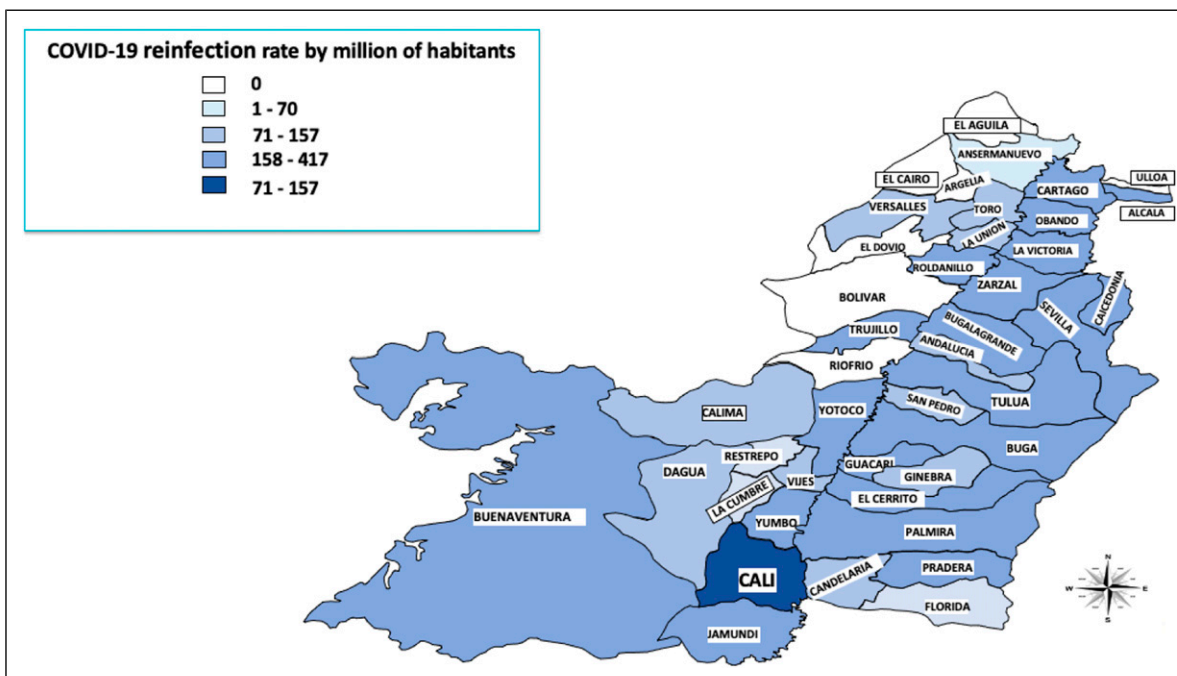 COVID-19 reinfection rate by million of habitants
0
1 - 70
71 - 157
158 - 417
71 - 157
EL AGUILA
ANSERMANUEVO
EL CAIRO
ARGELIA
ULLOA
CARTAGO
VERSALLES
TORO
ALCALA
OBANDO
LA UNION
EL DOVIO
LA VICTORIA
ROLDANILLO
ZARZAL
CAICEDONIA
BOLIVAR
SEVILLA
TRUJILLO
BUGALAGRANDE
ANDALUCIA
RIOFRIO
CALIMA
YOTOCO
SAN PEDRO
TULUA
BUGA
RESTREPO
DAGUA
GUACARI
GINEBRA
VIJES
LA CUMBRE
EL CERRITO
BUENAVENTURA
YUMBO
PALMIRA
CALI
CANDELARIA
PRADERA
FLORIDA
JAMUNDI
N
W
E
S